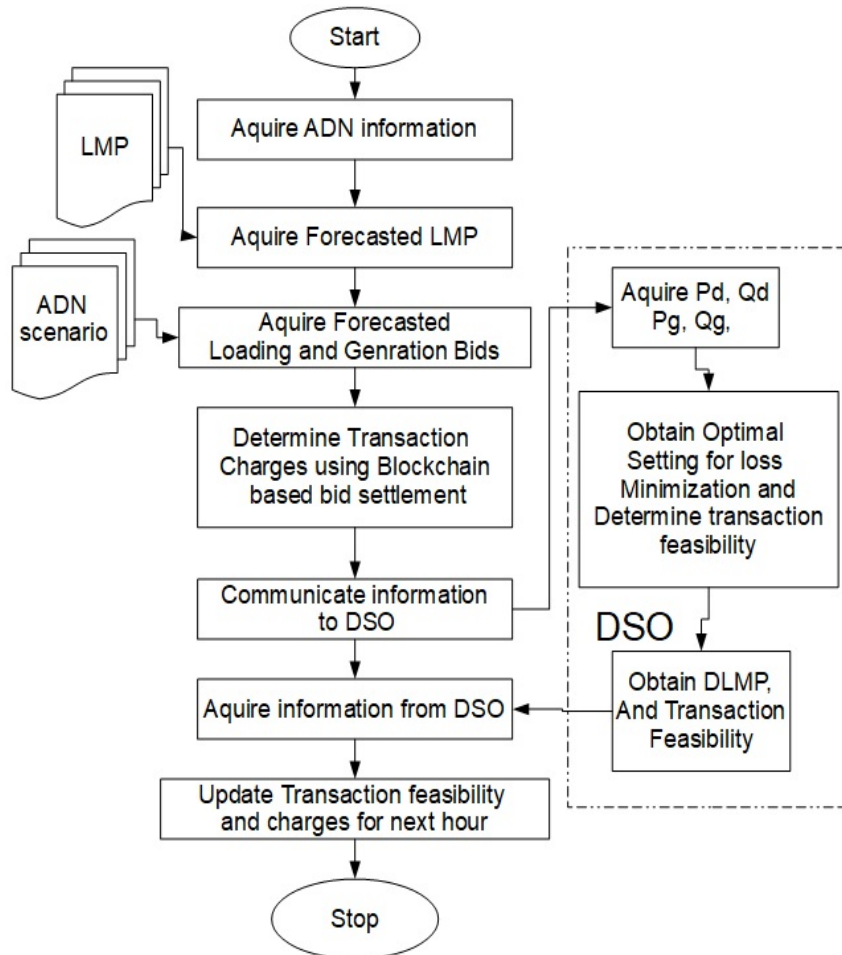 Start
Aquire ADN information
LMP
Aquire Forecasted LMP
ADN
scenario
Aquire Forecasted
Loading and Genration Bids
Determine Transaction
Charges using Blockchain
based bid settlement
Communicate information
to DSO
Aquire Pd, Qd
Pg, Qg,
Obtain Optimal
Setting for loss
Minimization and
Determine transaction
feasibility
DSO
Obtain DLMP,
And Transaction
Feasibility
Aquire information from DSO
Update Transaction feasibility
and charges for next hour
Stop